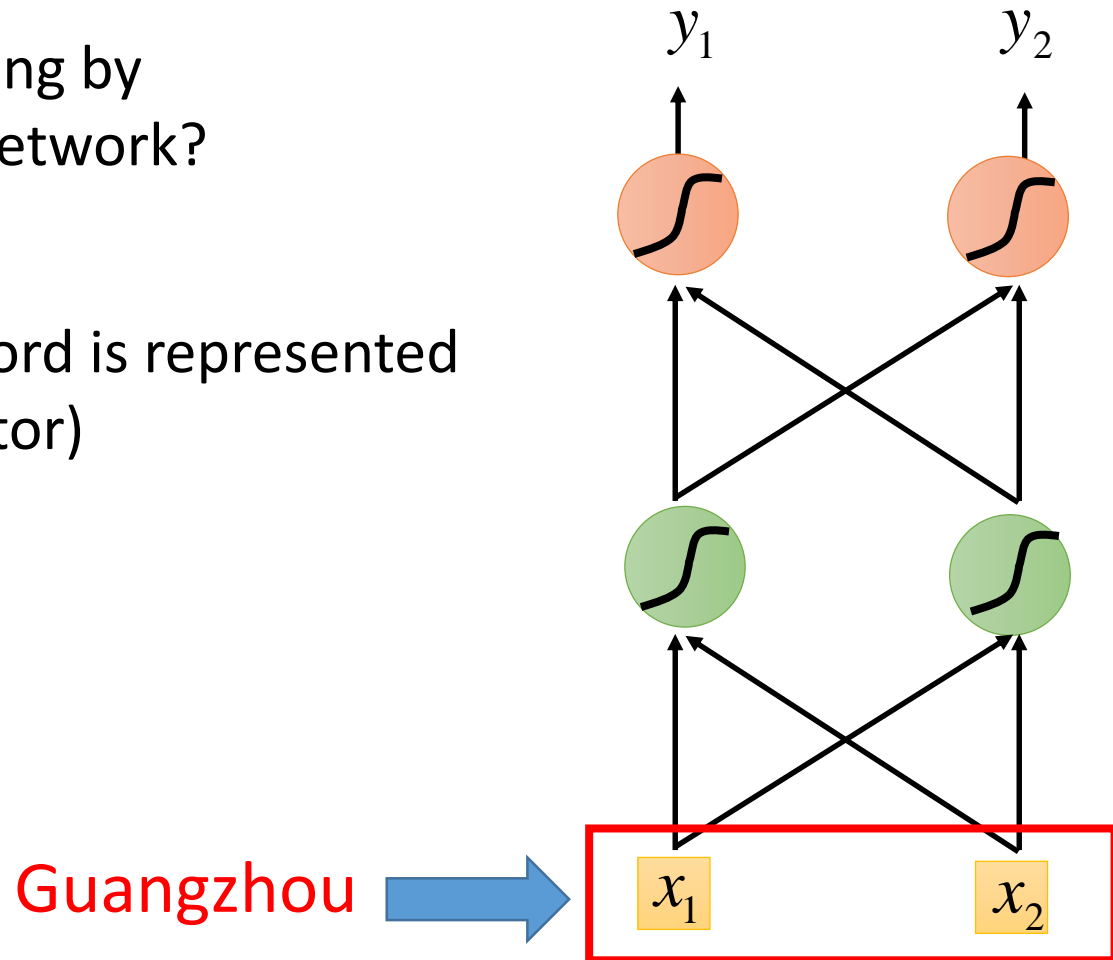 ng by
etwork?
ord is represented
tor)
y₁
y₂
Guangzhou
x₁
x₂